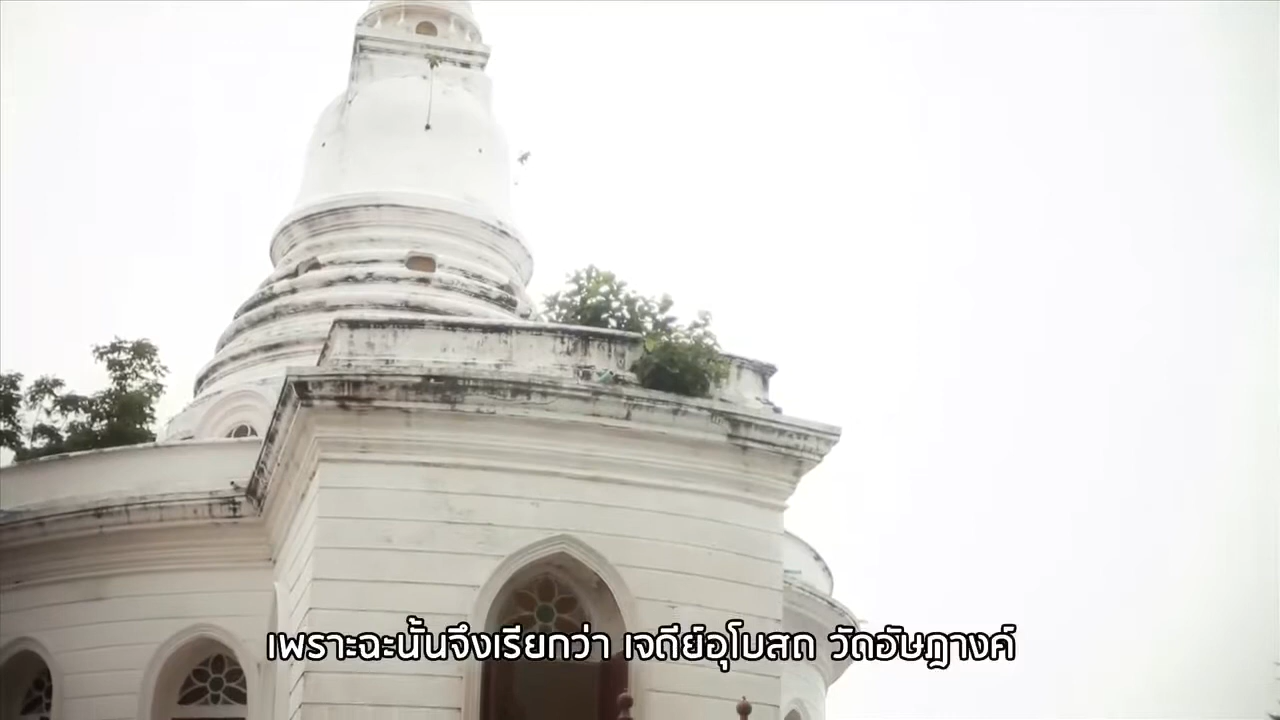 เพราะฉะนั้นจึงเรียกว่า เจดีย์อุโบสถ วัดอัษฎางค์